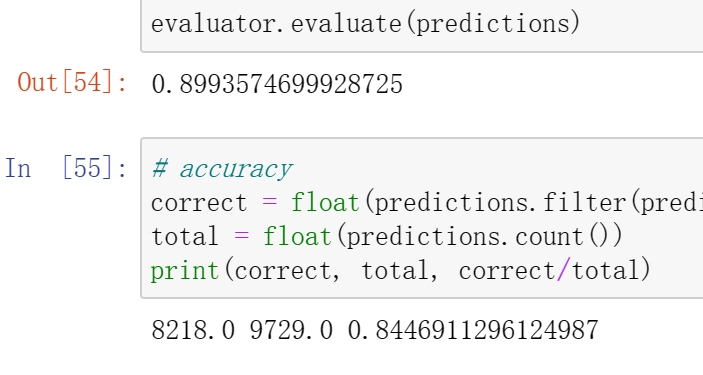 evaluator.evaluate(predictions)
Out[54]: 0.8993574699928725
In [55]: # accuracy
correct = float(predictions.filter(predi
total = float(predictions.count())
print(correct, total, correct/total)
8218.0 9729.0 0.8446911296124987